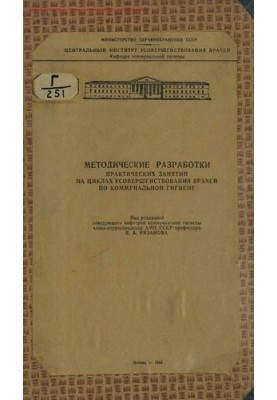 МИНИСТЕРСТВО ЗДРАВООХРАНЕНИЯ СССР
ЦЕНТРАЛЬНЫЙ ИНСТИТУТ УСОВЕРШЕНСТВОВАНИЯ ВРАЧЕЙ
Кафедра коммунальной гигиены
Г
251
МЕТОДИЧЕСКИЕ РАЗРАБОТКИ
ПРАКТИЧЕСКИХ ЗАНЯТИЙ
НА ЦИКЛАХ УСОВЕРШЕНСТВОВАНИЯ ВРАЧЕЙ
ПО КОММУНАЛЬНОЙ ГИГИЕНЕ
Под редакцией
заведующего кафедрой коммунальной гигиены
члена-корреспондента АМН СССР профессора
В. А. РЯЗАНОВА
Москва —